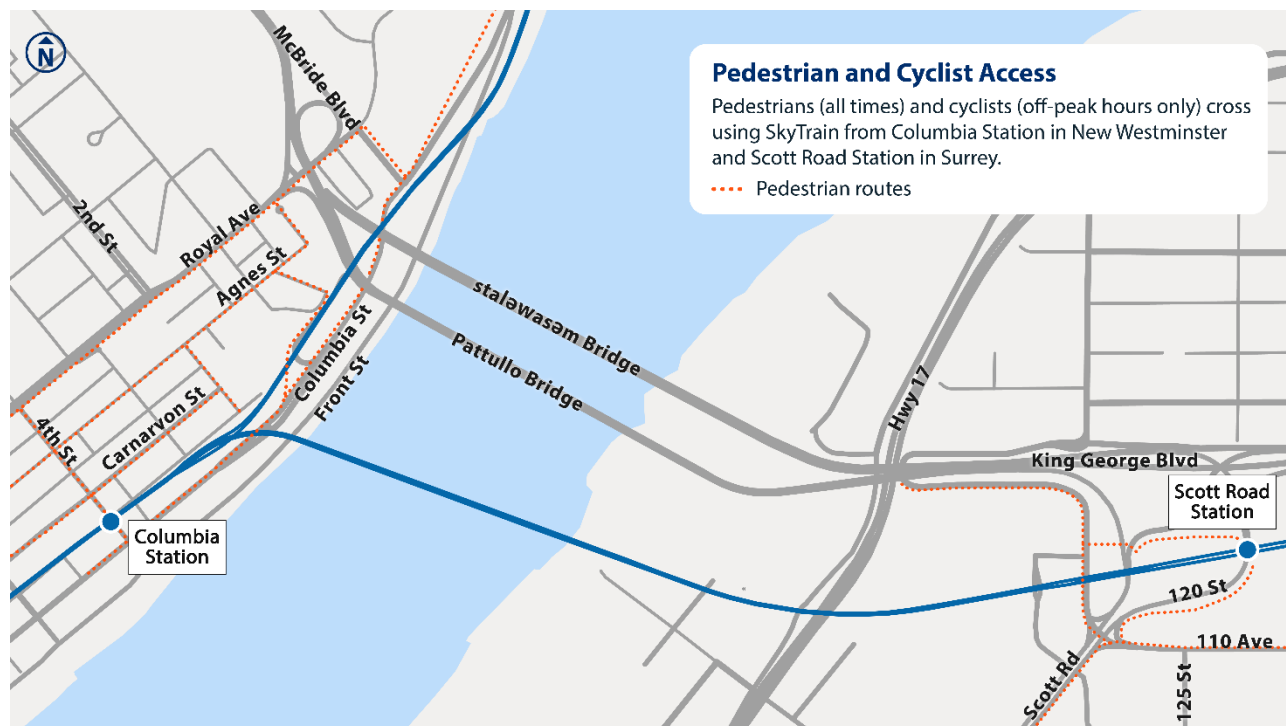 N
McBride Blvd
Pedestrian and Cyclist Access
Pedestrians (all times) and cyclists (off-peak hours only) cross
using SkyTrain from Columbia Station in New Westminster
and Scott Road Station in Surrey.
Pedestrian routes
2nd St
Royal Ave
Agnes St
stal̓əwasəm Bridge
Pattullo Bridge
Columbia St
Front St
Hwy 17
4th St
Carnarvon St
King George Blvd
Scott Road
Station
Columbia
Station
120 St
110 Ave
Scott Rd
125 St